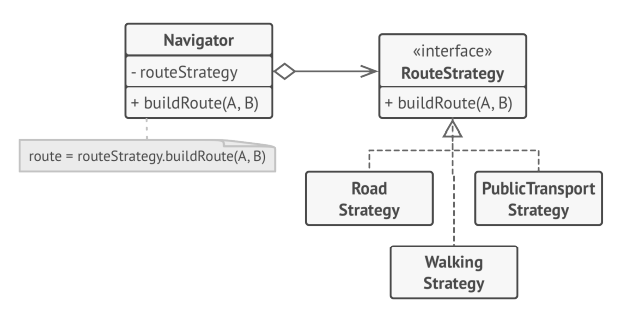 Navigator
- routeStrategy
+ buildRoute(A, B)
route = routeStrategy.buildRoute(A, B)
«interface»
RouteStrategy
+ buildRoute(A, B)
Road
Strategy
PublicTransport
Strategy
Walking
Strategy